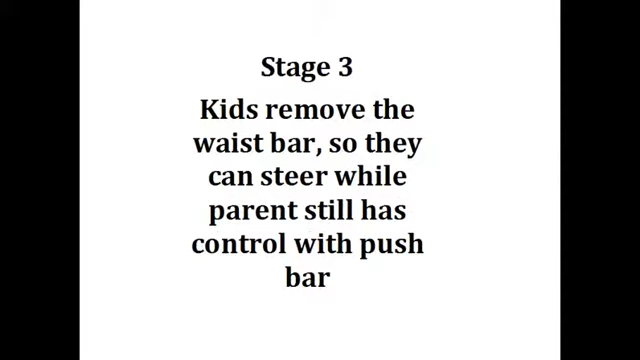 Stage 3
Kids remove the
waist bar, so they
can steer while
parent still has
control with push
bar